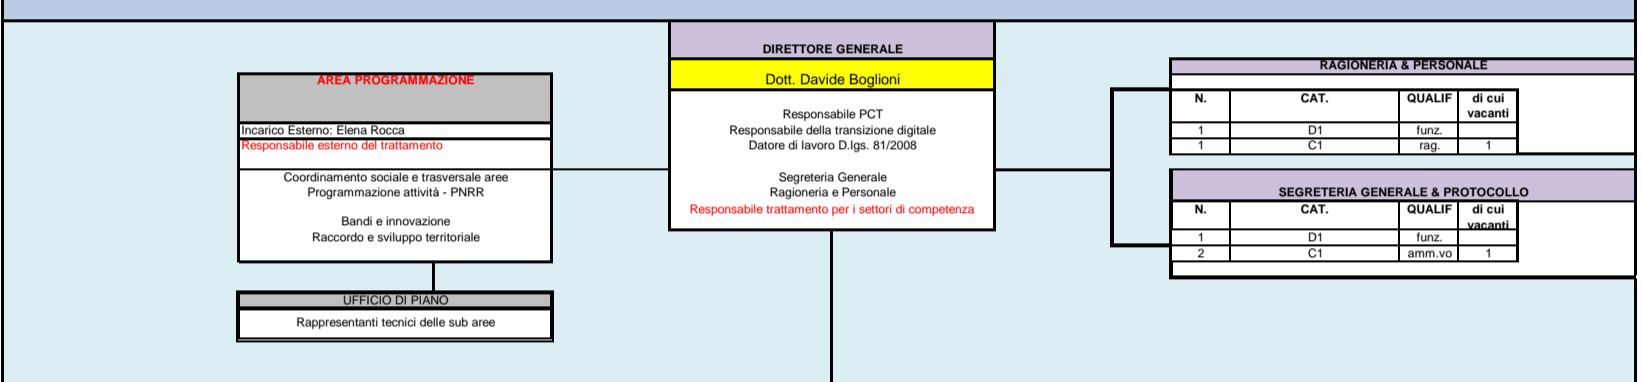 DIRETTORE GENERALE
Dott. Davide Boglioni
Responsabile PCT
Responsabile della transizione digitale
Datore di lavoro D.lgs. 81/2008
Segreteria Generale
Ragioneria e Personale
Responsabile trattamento per i settori di competenza
AREA PROGRAMMAZIONE
Incarico Esterno: Elena Rocca
Responsabile esterno del trattamento
Coordinamento sociale e trasversale aree
Programmazione attività - PNRR
Bandi e innovazione
Raccordo e sviluppo territoriale
UFFICIO DI PIANO
Rappresentanti tecnici delle sub aree
RAGIONERIA & PERSONALE
N. CAT. QUALIF di cui
vacanti
1 D1 funz.
1 C1 rag. 1
SEGRETERIA GENERALE & PROTOCOLLO
N. CAT. QUALIF di cui
vacanti
1 D1 funz.
2 C1 amm.vo 1